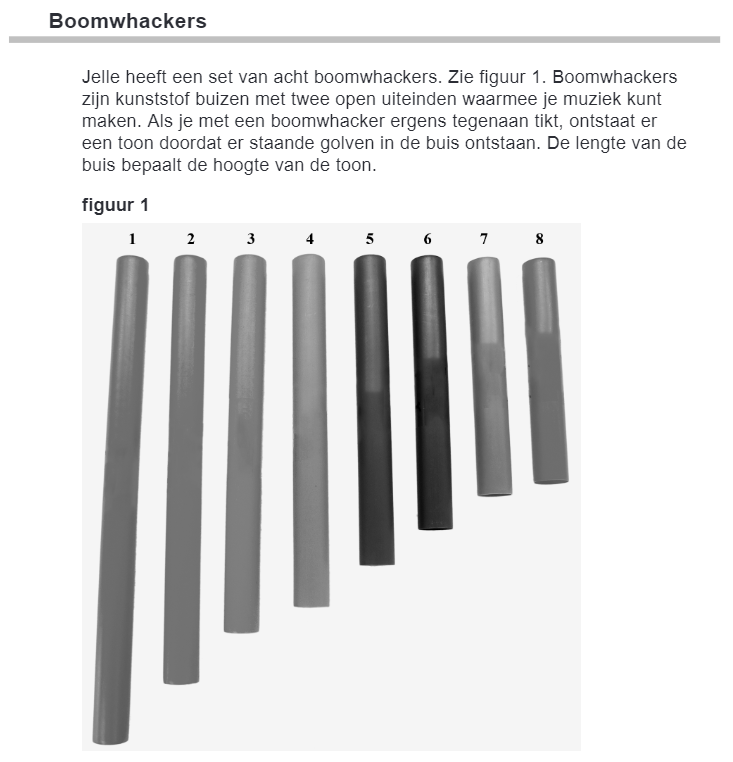 Boomwhackers
Jelle heeft een set van acht boomwhackers. Zie figuur 1. Boomwhackers
zijn kunststof buizen met twee open uiteinden waarmee je muziek kunt
maken. Als je met een boomwhacker ergens tegenaan tikt, ontstaat er
een toon doordat er staande golven in de buis ontstaan. De lengte van de
buis bepaalt de hoogte van de toon.
figuur 1
1 2 3 4 5 6 7 8